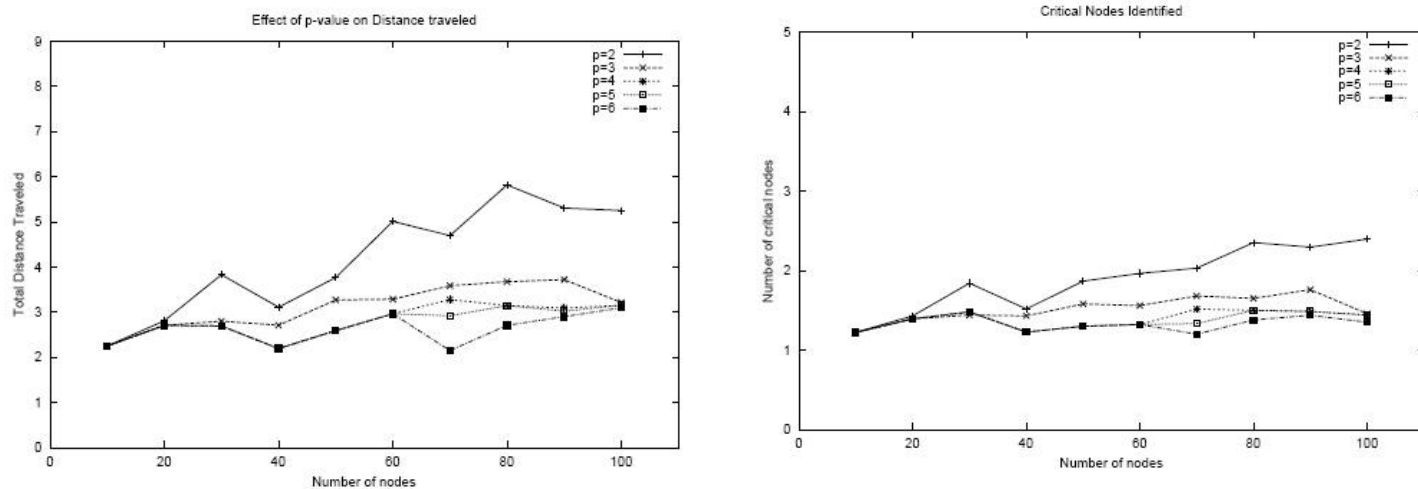 Effect of p-value on Distance traveled
9
8
7
6
5
4
3
2
1
0
Total Distance Traveled
p=2
p=3
p=4
p=5
p=6
0 20 40 60 80 100
Number of nodes
Critical Nodes Identified
5
4
3
2
1
0
Number of critical nodes
p=2
p=3
p=4
p=5
p=6
0 20 40 60 80 100
Number of nodes